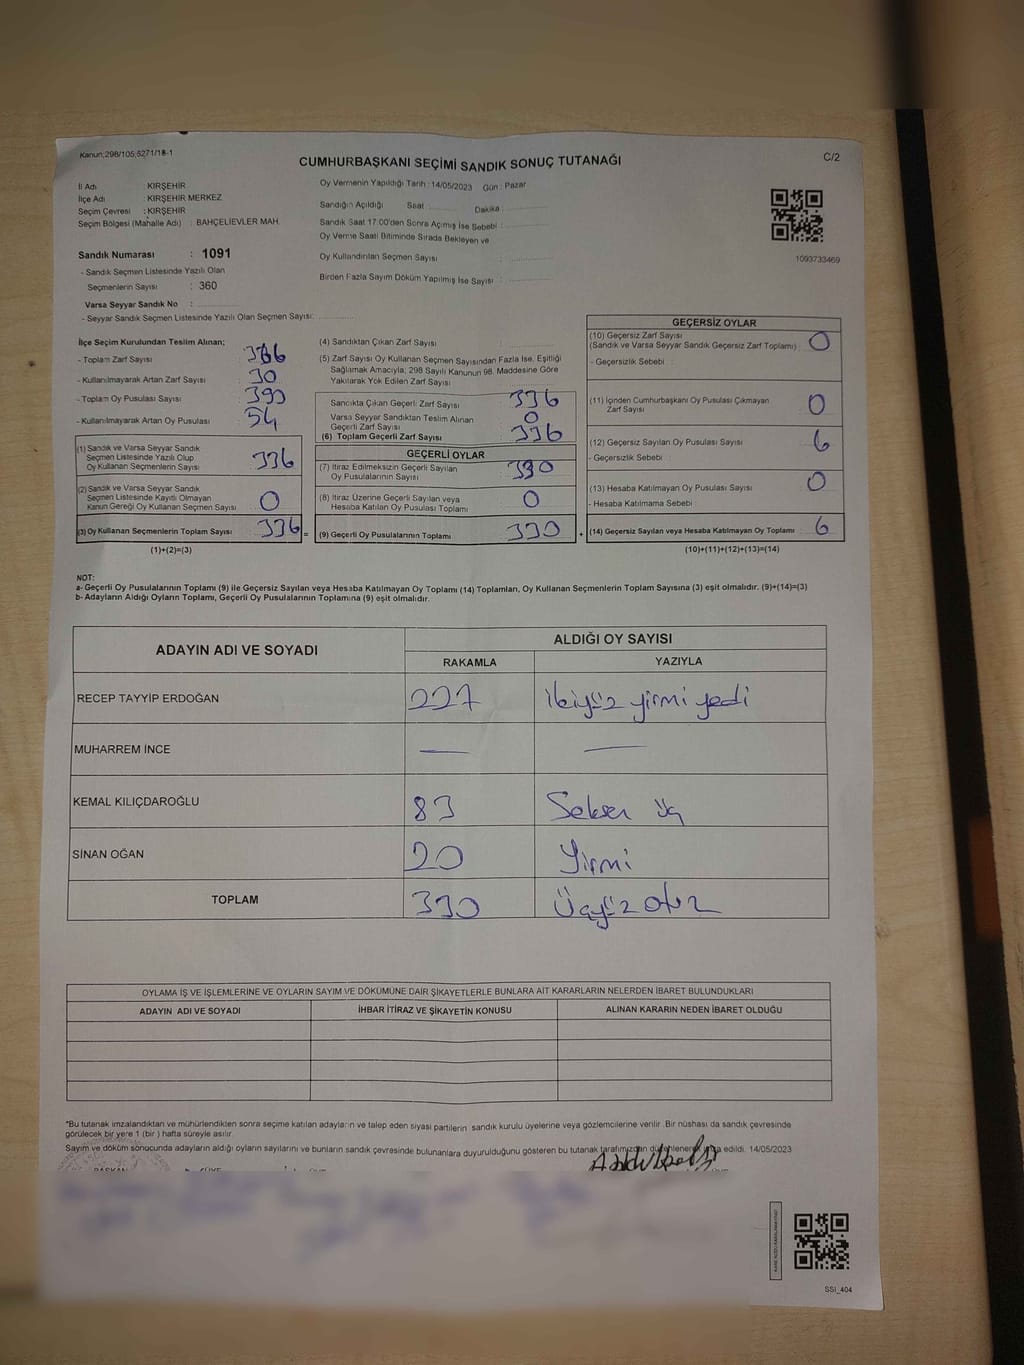 Kanun:298/105;6271/18-1
CUMHURBAŞKANI SEÇİMİ SANDIK SONUÇ TUTANAĞI
C/2
İl Adı : KIRŞEHİR
İlçe Adı : KIRŞEHİR MERKEZ
Seçim Çevresi : KIRŞEHİR
Seçim Bölgesi (Mahalle Adı) : BAHÇELİEVLER MAH.
Sandık Numarası : 1091
- Sandık Seçmen Listesinde Yazılı Olan
Seçmenlerin Sayısı : 360
Varsa Seyyar Sandık No :
- Seyyar Sandık Seçmen Listesinde Yazılı Olan Seçmen Sayısı:
Oy Vermenin Yapıldığı Tarih : 14/05/2023 Gün : Pazar
Sandığın Açıldığı Saat Dakika
Sandık Saat 17.00'den Sonra Açılmış İse Sebebi :
Oy Verme Saati Bitiminde Sırada Bekleyen ve
Oy Kullandırılan Seçmen Sayısı :
Birden Fazla Sayım Döküm Yapılmış İse Sayısı :
1093733469
İlçe Seçim Kurulundan Teslim Alınan;
- Toplam Zarf Sayısı :
- Kullanılmayarak Artan Zarf Sayısı : 30
- Toplam Oy Pusulası Sayısı : 390
- Kullanılmayarak Artan Oy Pusulası : 54
(1) Sandık ve Varsa Seyyar Sandık
Seçmen Listesinde Yazılı Olup
Oy Kullanan Seçmenlerin Sayısı 336
(2) Sandık ve Varsa Seyyar Sandık
Seçmen Listesinde Kayıtlı Olmayan
Kanun Gereği Oy Kullanan Seçmen Sayısı 0
(3) Oy Kullanan Seçmenlerin Toplam Sayısı 336 =
(1)+(2)=(3)
(4) Sandıktan Çıkan Zarf Sayısı :
(5) Zarf Sayısı Oy Kullanan Seçmen Sayısından Fazla İse, Eşitliği
Sağlamak Amacıyla; 298 Sayılı Kanunun 98. Maddesine Göre
Yakılarak Yok Edilen Zarf Sayısı :
Sandıkta Çıkan Geçerli Zarf Sayısı 336
Varsa Seyyar Sandıktan Teslim Alınan
Geçerli Zarf Sayısı 0
(6) Toplam Geçerli Zarf Sayısı 336
GEÇERLİ OYLAR
(7) İtiraz Edilmeksizin Geçerli Sayılan
Oy Pusulalarının Sayısı 330
(8) İtiraz Üzerine Geçerli Sayılan veya
Hesaba Katılan Oy Pusulası Toplamı 0
(9) Geçerli Oy Pusulalarının Toplamı 330 +
GEÇERSİZ OYLAR
(10) Geçersiz Zarf Sayısı
(Sandık ve Varsa Seyyar Sandık Geçersiz Zarf Toplamı) 0
- Geçersizlik Sebebi :
(11) İçinden Cumhurbaşkanı Oy Pusulası Çıkmayan
Zarf Sayısı 0
(12) Geçersiz Sayılan Oy Pusulası Sayısı 6
- Geçersizlik Sebebi :
(13) Hesaba Katılmayan Oy Pusulası Sayısı 0
- Hesaba Katılmama Sebebi :
(14) Geçersiz Sayılan veya Hesaba Katılmayan Oy Toplamı 6
(10)+(11)+(12)+(13)=(14)
NOT:
a- Geçerli Oy Pusulalarının Toplamı (9) ile Geçersiz Sayılan veya Hesaba Katılmayan Oy Toplamı (14) Toplamları, Oy Kullanan Seçmenlerin Toplam Sayısına (3) eşit olmalıdır. (9)+(14)=(3)
b- Adayların Aldığı Oyların Toplamı, Geçerli Oy Pusulalarının Toplamına (9) eşit olmalıdır.
ADAYIN ADI VE SOYADI
ALDIĞI OY SAYISI
RAKAMLA YAZIYLA
RECEP TAYYİP ERDOĞAN 227 ikiyüz yirmi yedi
MUHARREM İNCE — —
KEMAL KILIÇDAROĞLU 83 Seksen üç
SİNAN OĞAN 20 Yirmi
TOPLAM 330 Üçyüz otuz
OYLAMA İŞ VE İŞLEMLERİNE VE OYLARIN SAYIM VE DÖKÜMÜNE DAİR ŞİKAYETLERLE BUNLARA AİT KARARLARIN NELERDEN İBARET BULUNDUKLARI
ADAYIN ADI VE SOYADI İHBAR İTİRAZ VE ŞİKAYETİN KONUSU ALINAN KARARIN NEDEN İBARET OLDUĞU
*Bu tutanak imzalandıktan ve mühürlendikten sonra seçime katılan adayların ve talep eden siyasi partilerin sandık kurulu üyelerine veya gözlemcilerine verilir. Bir nüshası da sandık çevresinde
görülecek bir yere 1 (bir) hafta süreyle asılır.
Sayım ve döküm sonucunda adayların aldığı oyların sayılarını ve bunların sandık çevresinde bulunanlara duyurulduğunu gösteren bu tutanak tarafımızdan düzenlenerek imza edildi. 14/05/2023
BAŞKAN ÜYE
SSI_404